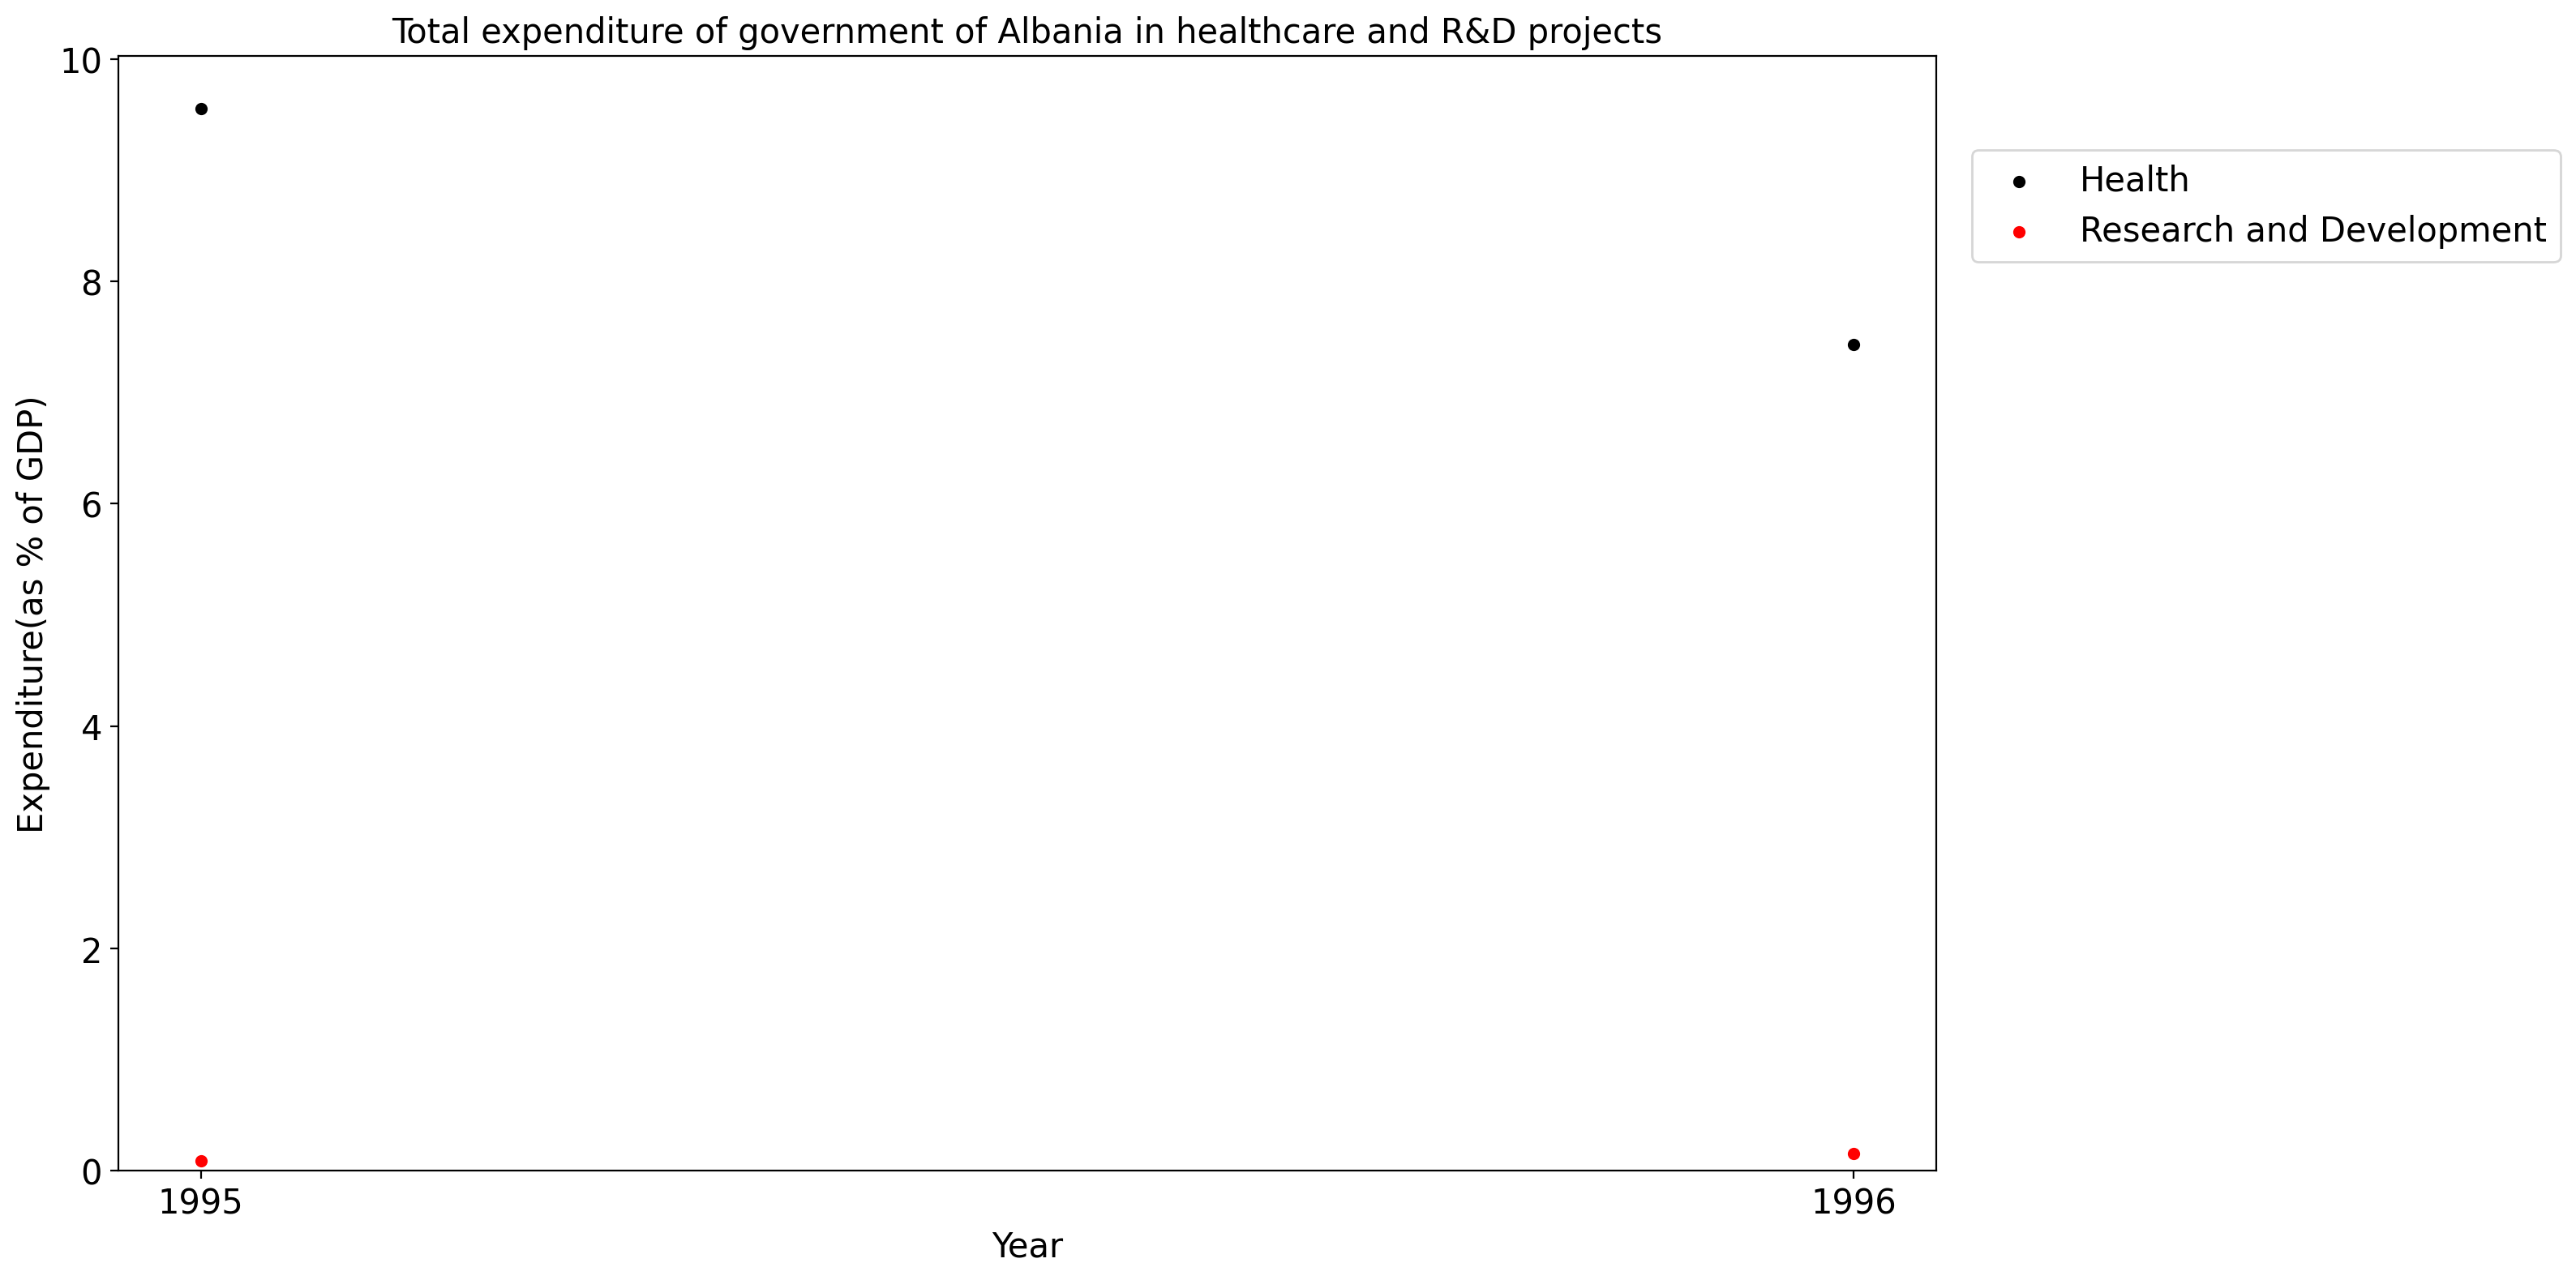 Total expenditure of government of Albania in healthcare and R&D projects
10
8
6
4
2
0
Expenditure(as % of GDP)
1995
1996
Year
Health
Research and Development